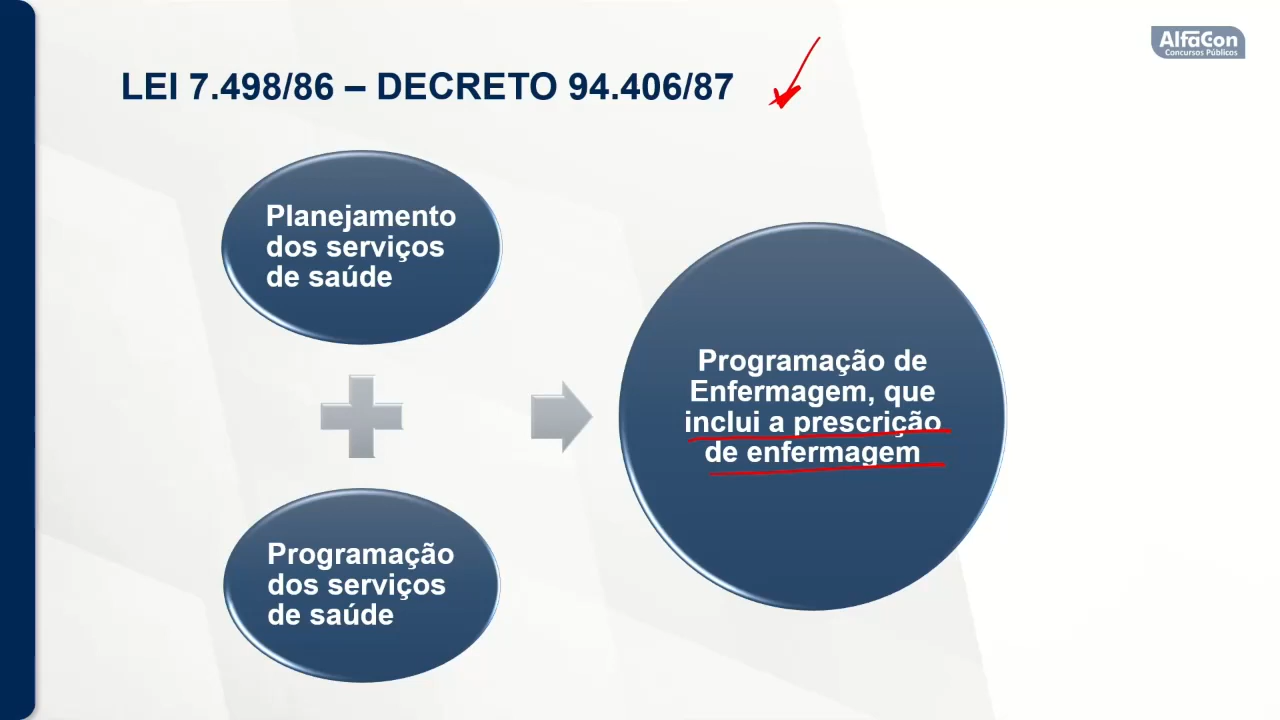 AlfaCon
Concursos Públicos
LEI 7.498/86 – DECRETO 94.406/87
Planejamento
dos serviços
de saúde
Programação
dos serviços
de saúde
Programação de
Enfermagem, que
inclui a prescrição
de enfermagem